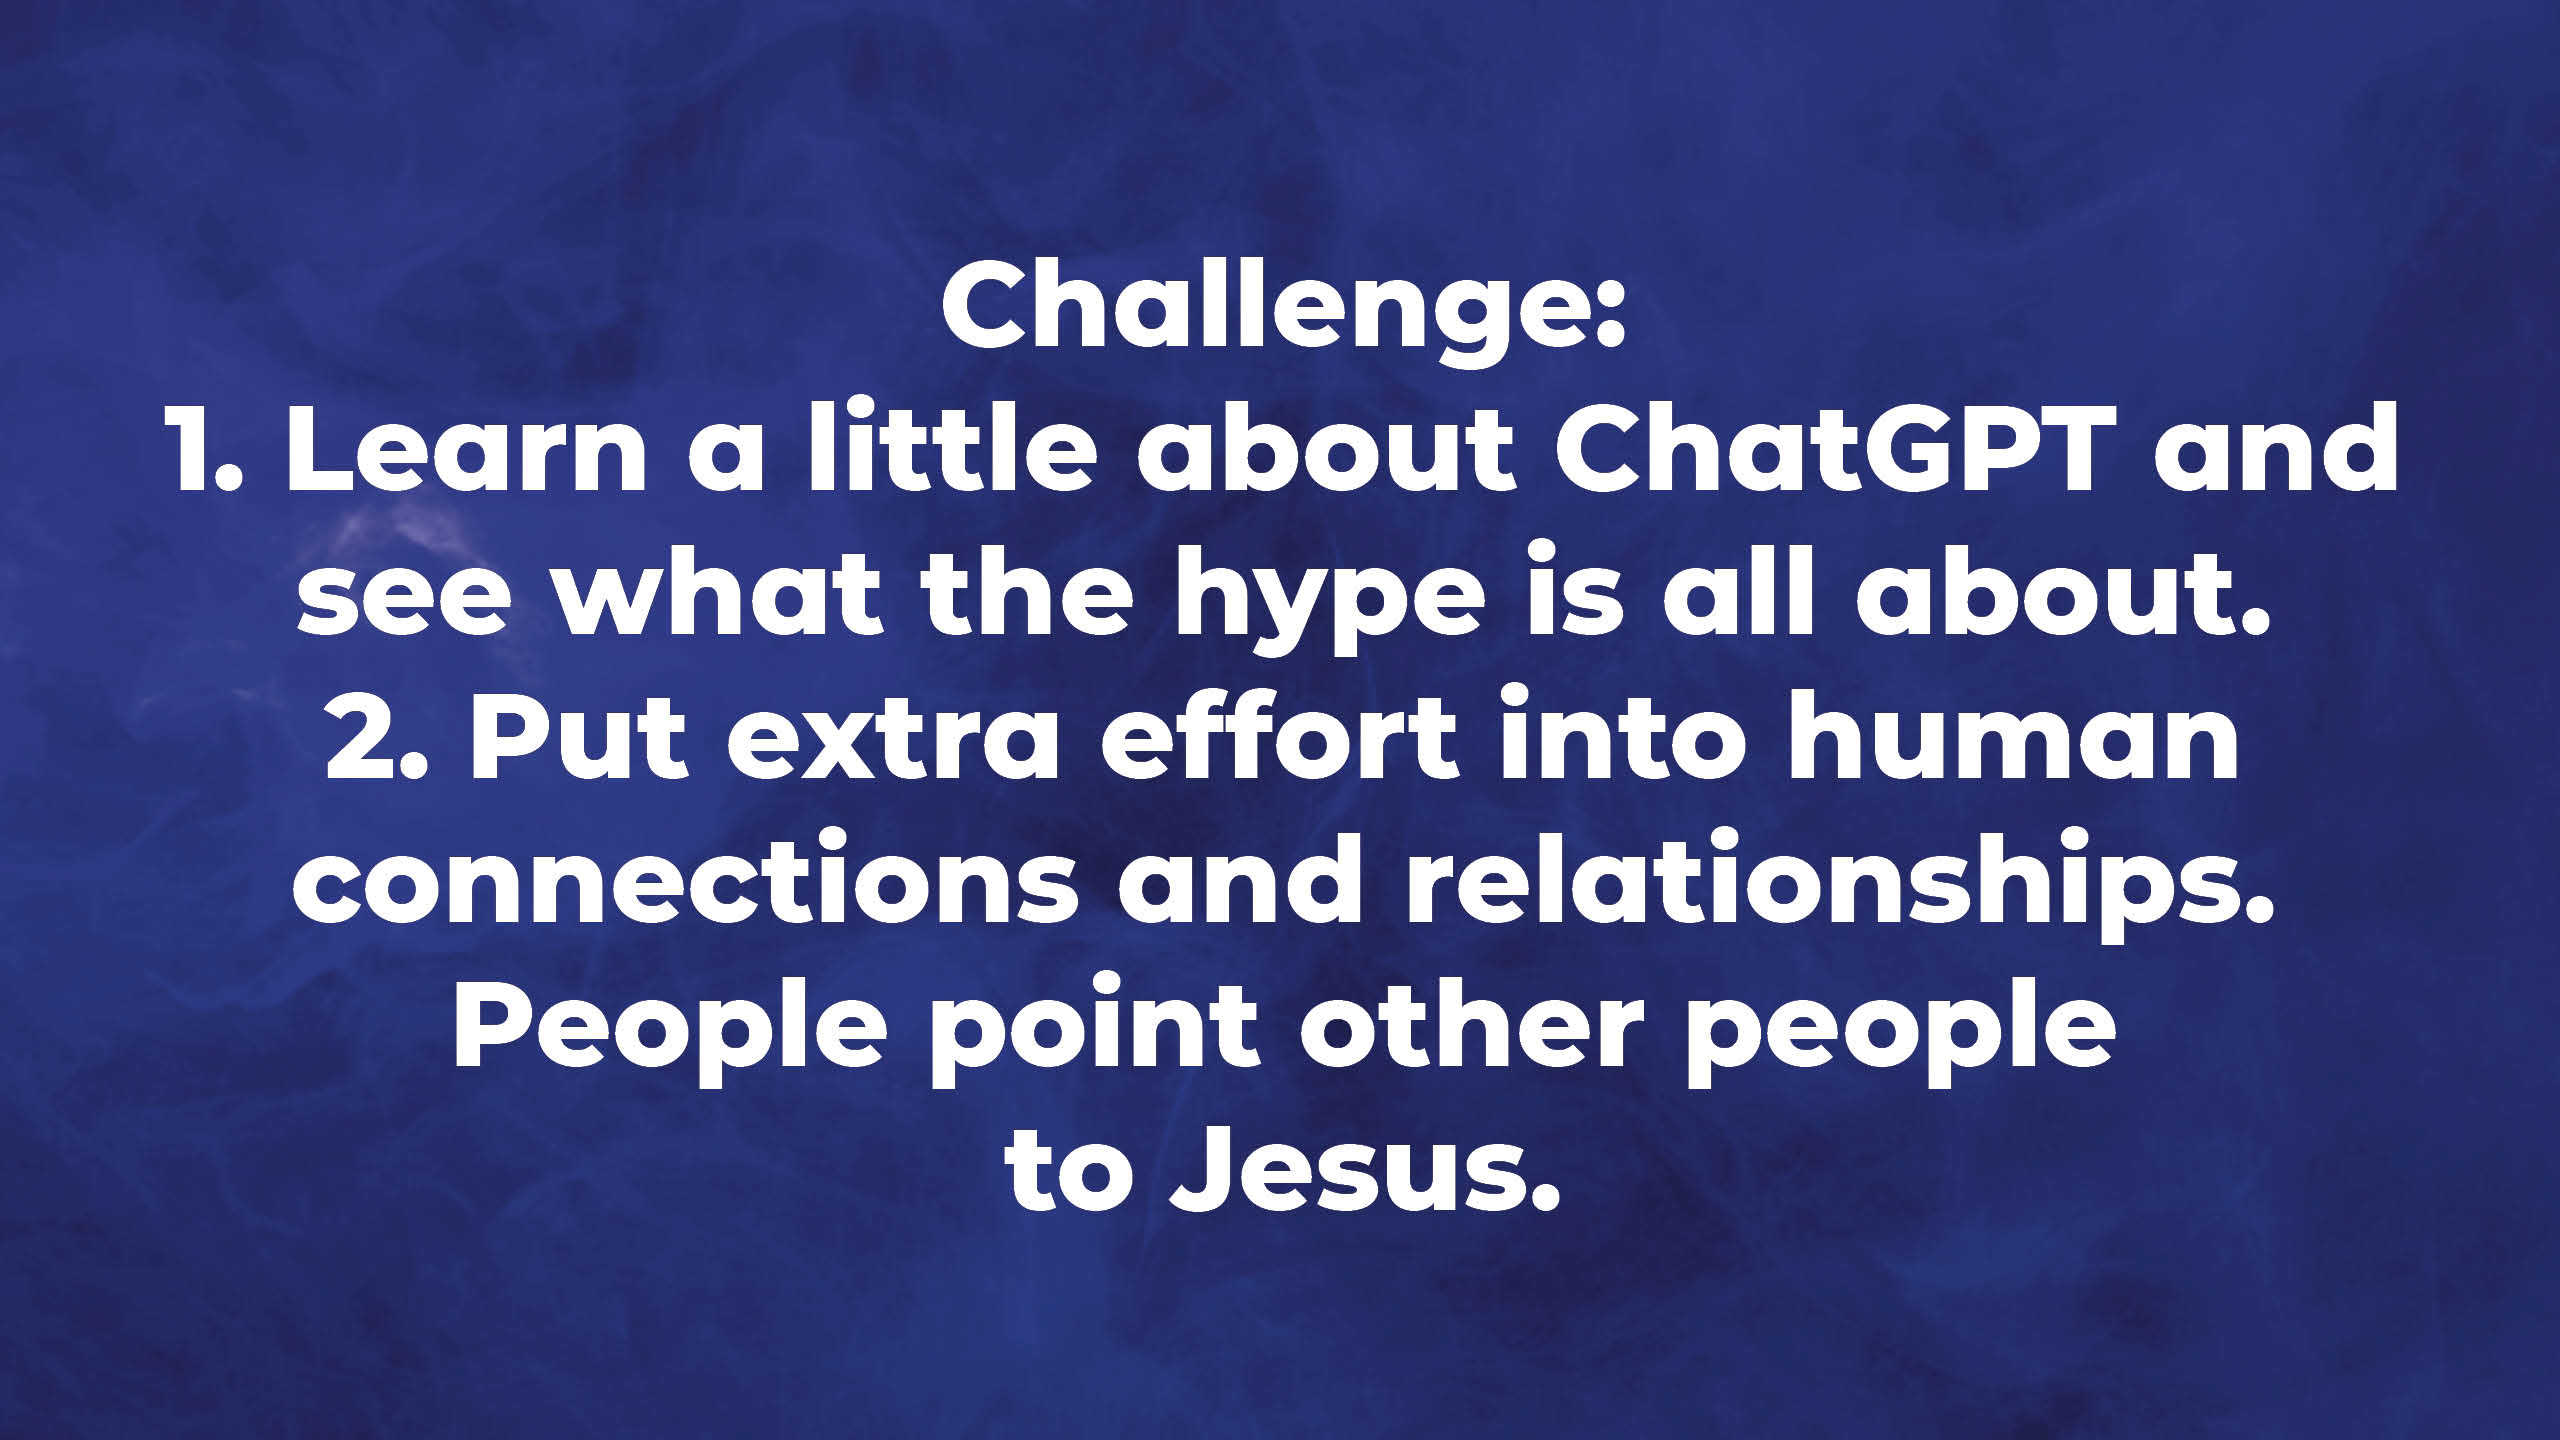 Challenge:
1. Learn a little about ChatGPT and
see what the hype is all about.
2. Put extra effort into human
connections and relationships.
People point other people
to Jesus.